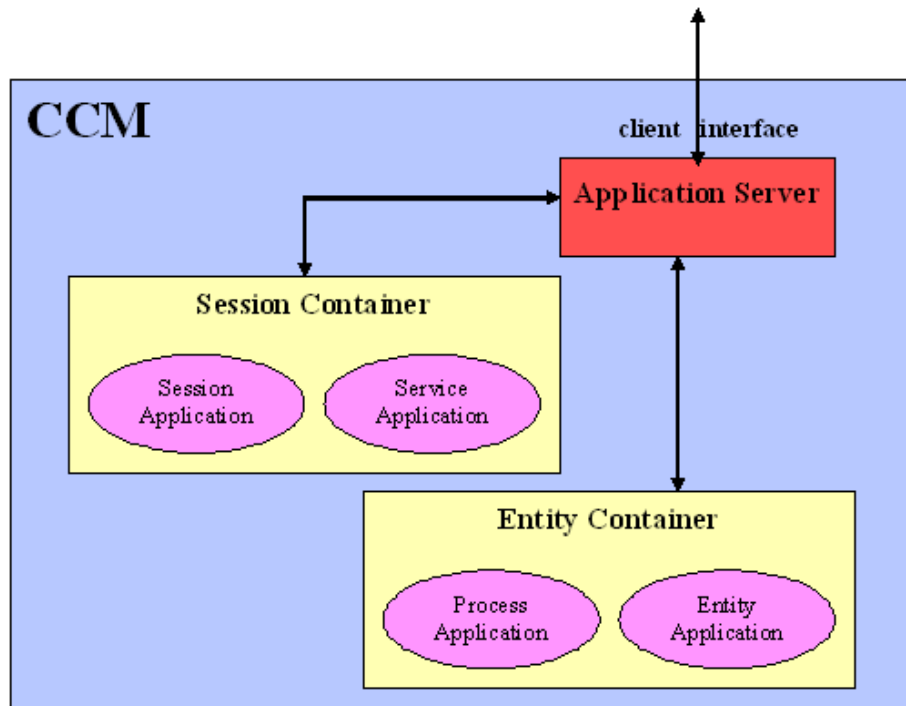 CCM
client interface
Application Server
Session Container
Session
Application
Service
Application
Entity Container
Process
Application
Entity
Application